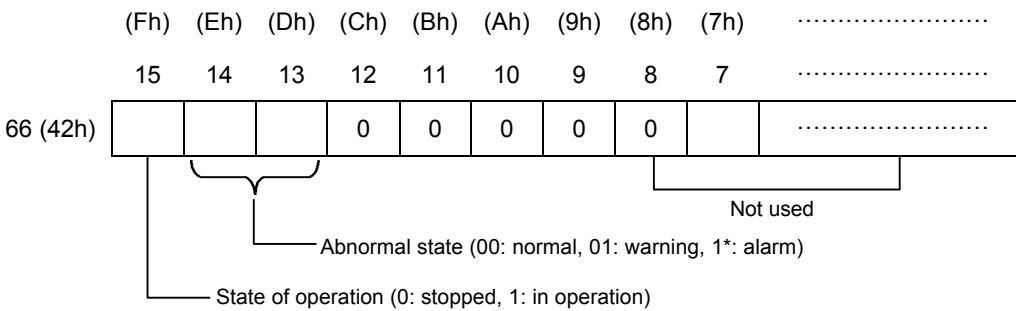 (Fh) (Eh) (Dh) (Ch) (Bh) (Ah) (9h) (8h) (7h) ........................
15 14 13 12 11 10 9 8 7 ........................
66 (42h) 0 0 0 0 0 ........................
Not used
Abnormal state (00: normal, 01: warning, 1*: alarm)
State of operation (0: stopped, 1: in operation)